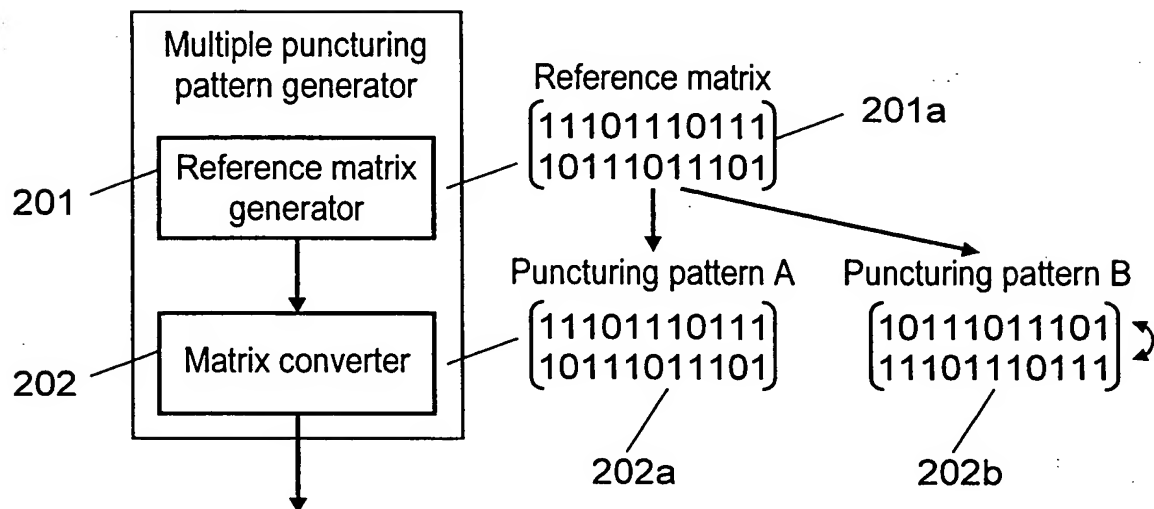 Multiple puncturing
pattern generator
Reference matrix
11101110111
10111011101
201a
Reference matrix
generator
201
Puncturing pattern A
11101110111
10111011101
Puncturing pattern B
10111011101
11101110111
Matrix converter
202
202a
202b